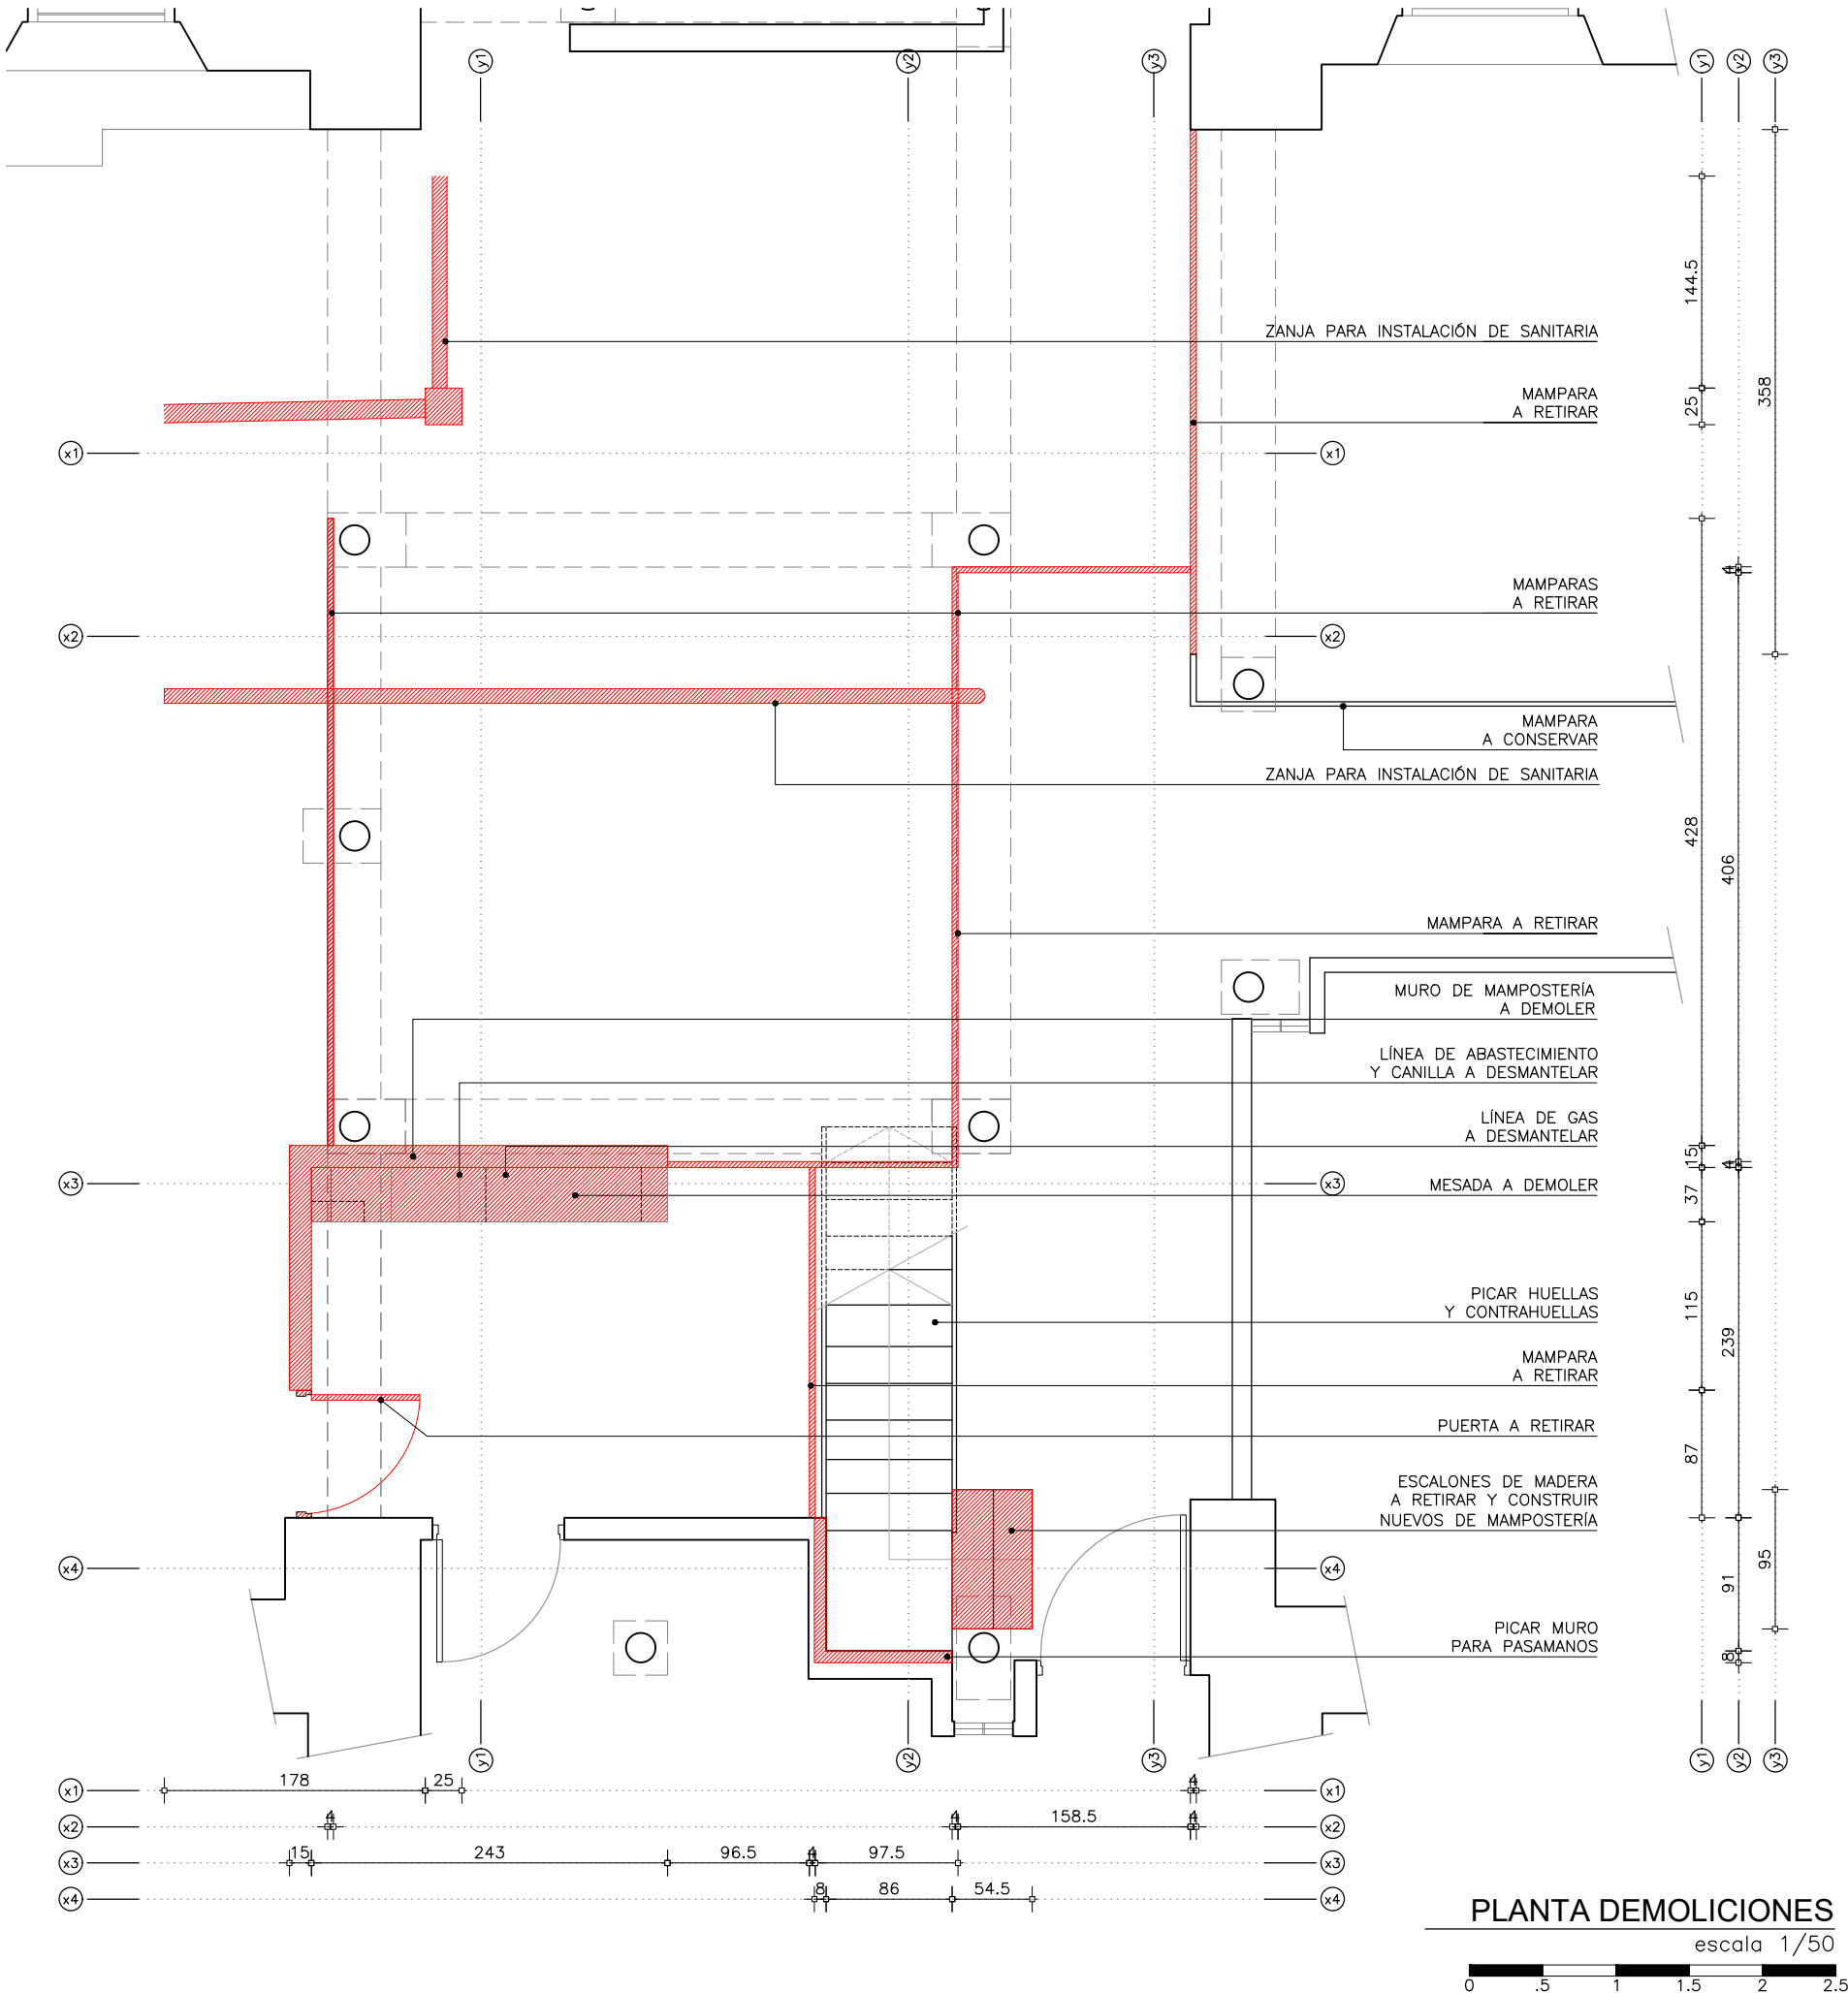 y1
y2
y3
y1
y2
y3
144.5
ZANJA PARA INSTALACIÓN DE SANITARIA
MAMPARA
A RETIRAR
25
358
x1
x1
4
MAMPARAS
A RETIRAR
x2
x2
MAMPARA
A CONSERVAR
ZANJA PARA INSTALACIÓN DE SANITARIA
428
406
MAMPARA A RETIRAR
MURO DE MAMPOSTERÍA
A DEMOLER
LÍNEA DE ABASTECIMIENTO
Y CANILLA A DESMANTELAR
LÍNEA DE GAS
A DESMANTELAR
15
4
x3
x3
MESADA A DEMOLER
37
PICAR HUELLAS
Y CONTRAHUELLAS
115
239
MAMPARA
A RETIRAR
PUERTA A RETIRAR
87
ESCALONES DE MADERA
A RETIRAR Y CONSTRUIR
NUEVOS DE MAMPOSTERÍA
x4
x4
95
91
PICAR MURO
PARA PASAMANOS
8
y1
y2
y3
y1
y2
y3
x1
178
25
4
x1
x2
4
4
158.5
4
x2
x3
15
243
96.5
4
97.5
x3
x4
8
86
54.5
x4
PLANTA DEMOLICIONES
escala 1/50
0 .5 1 1.5 2 2.5